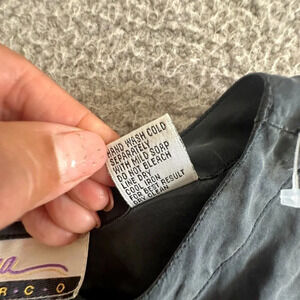 HAND WASH COLD
SEPARATELY
WITH MILD SOAP
DO NOT BLEACH
LINE DRY
COOL IRON
FOR BEST RESULT
DRY CLEAN
R·C·O